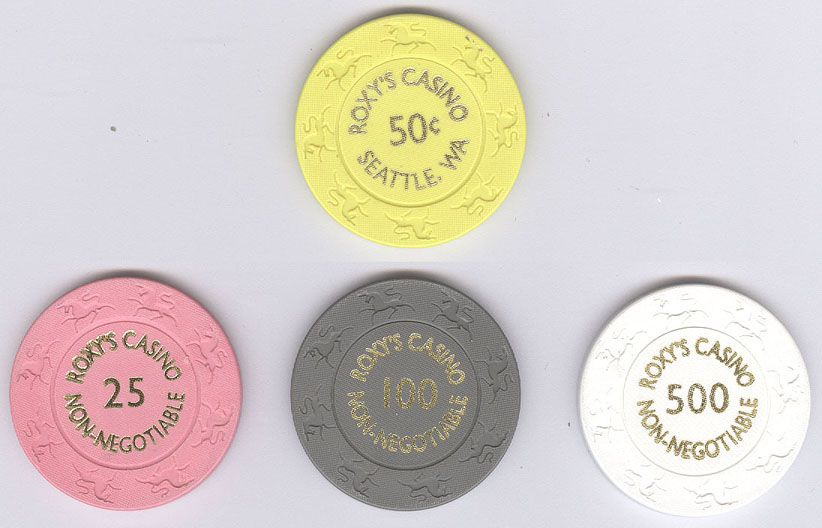 ROXY'S CASINO
50¢
SEATTLE, WA
ROXY'S CASINO
25
NON-NEGOTIABLE
ROXY'S CASINO
100
NON-NEGOTIABLE
ROXY'S CASINO
500
NON-NEGOTIABLE